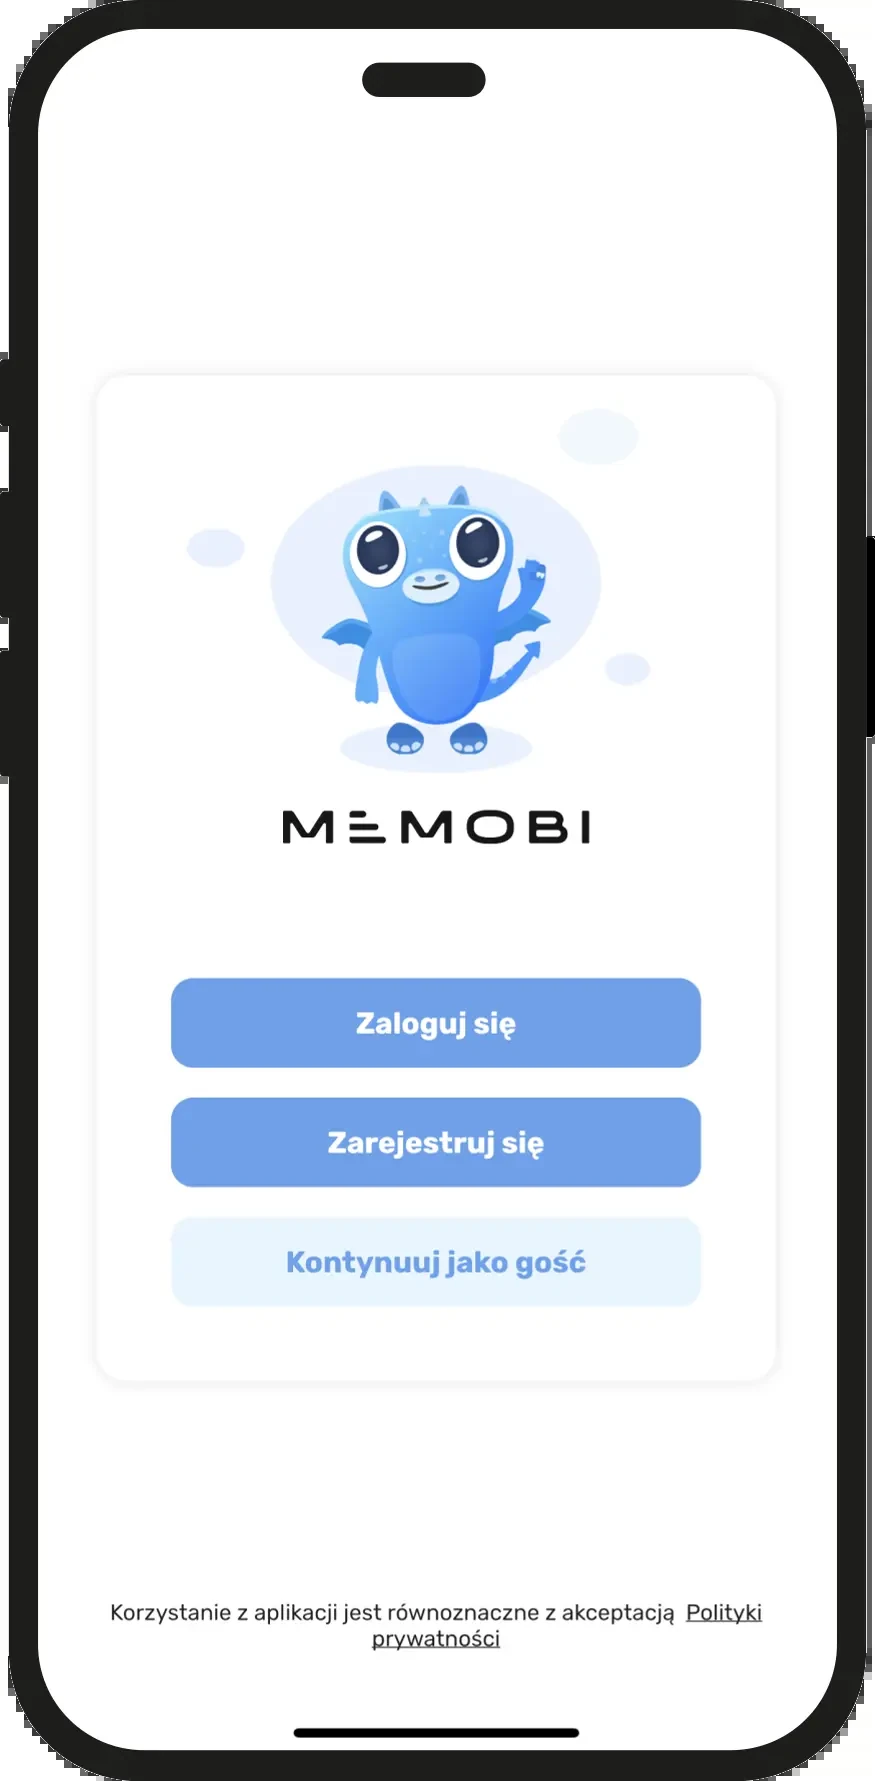 MEMOBI
Zaloguj się
Zarejestruj się
Kontynuuj jako gość
Korzystanie z aplikacji jest równoznaczne z akceptacją Polityki
prywatności